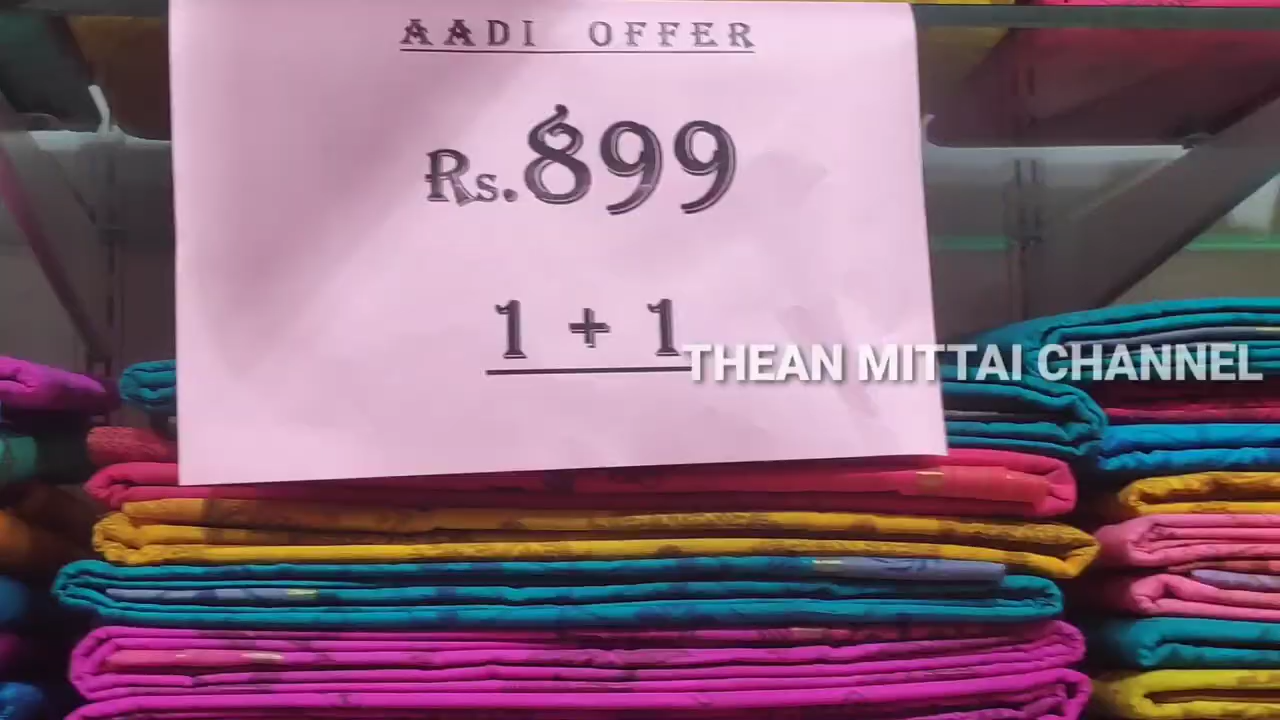 AADI OFFER
Rs.899
1 + 1
THEAN MITTAI CHANNEL